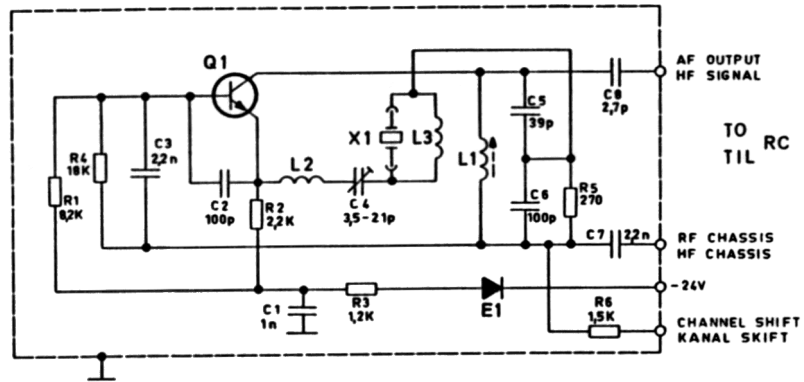 Q1
AF OUTPUT
HF SIGNAL
C8
2,7p
C5
39p
X1
L3
L1
TO
TIL
RC
C3
2,2n
R4
18K
R1
8,2K
L2
C2
100p
R2
2,2K
C4
3,5-21p
C6
100p
R5
270
C7
2,2n
RF CHASSIS
HF CHASSIS
-24V
C1
1n
R3
1,2K
E1
R6
1,5K
CHANNEL SHIFT
KANAL SKIFT